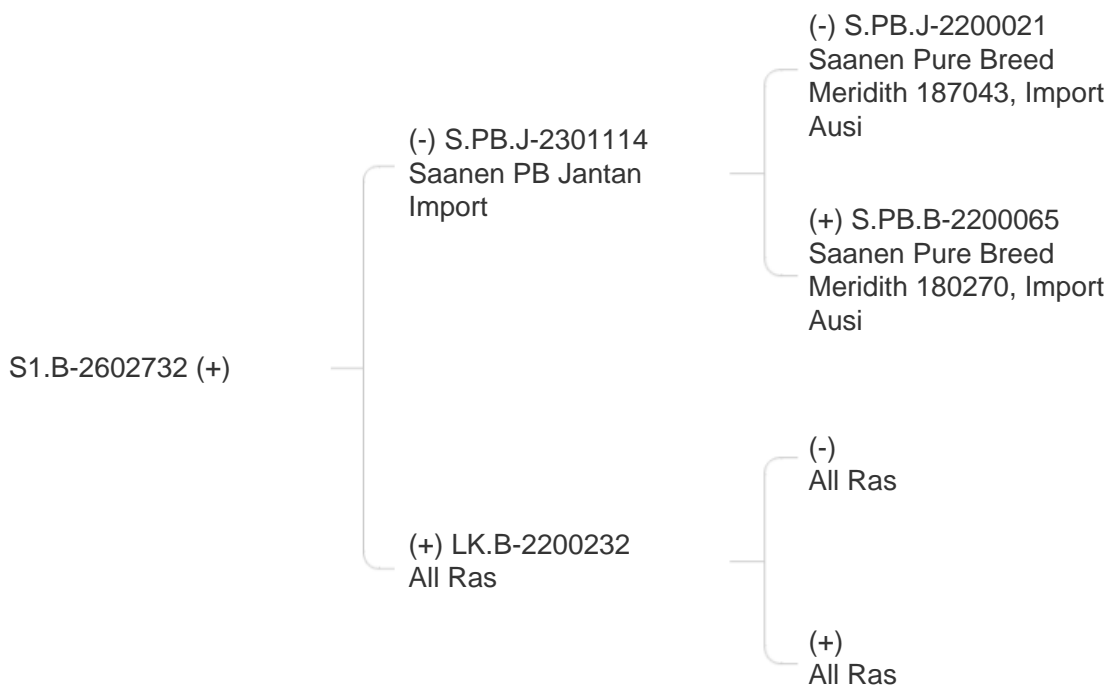 (-) S.PB.J-2200021
Saanen Pure Breed
Meridith 187043, Import
Ausi
(-) S.PB.J-2301114
Saanen PB Jantan
Import
(+) S.PB.B-2200065
Saanen Pure Breed
Meridith 180270, Import
Ausi
S1.B-2602732 (+)
(-)
All Ras
(+) LK.B-2200232
All Ras
(+)
All Ras